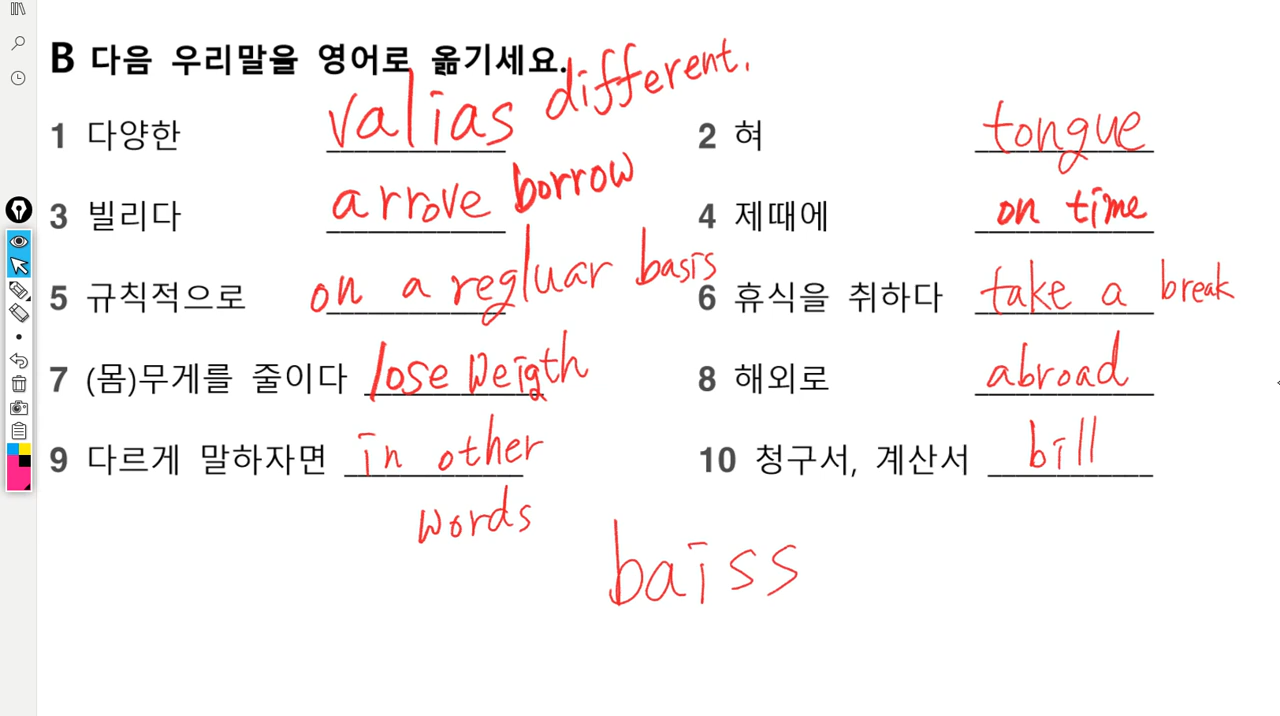 B 다음 우리말을 영어로 옮기세요.
1 다양한 valias different.
2 혀 tongue
3 빌리다 arrove borrow
4 제때에 on time
5 규칙적으로 on a regluar basis
6 휴식을 취하다 take a break
7 (몸)무게를 줄이다 lose weigth
8 해외로 abroad
9 다르게 말하자면 in other
words
10 청구서, 계산서 bill
baiss